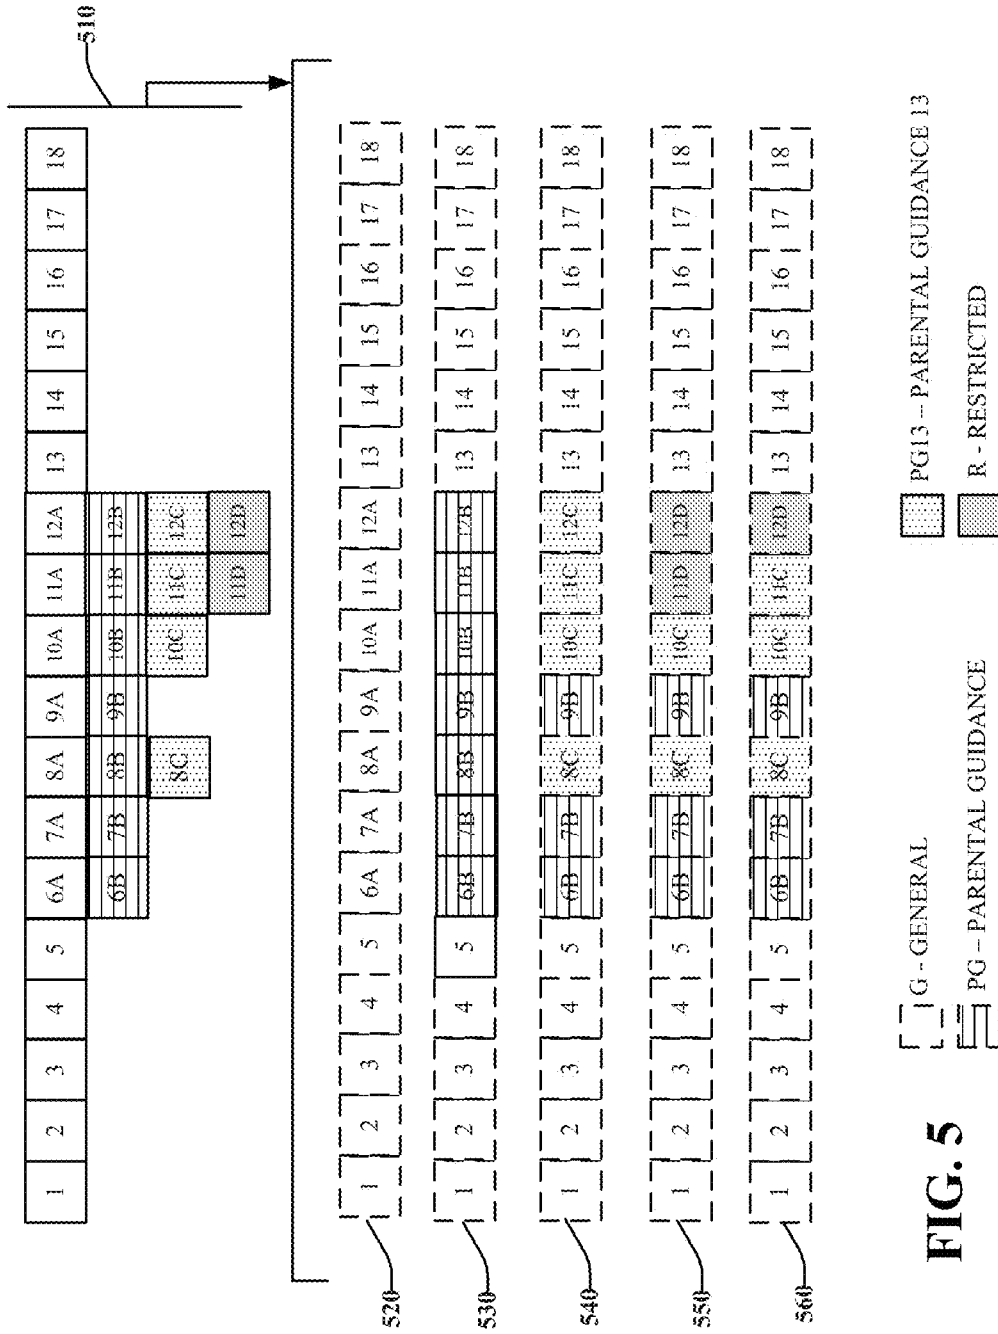 1 2 3 4 5 6A 7A 8A 9A 10A 11A 12A 13 14 15 16 17 18
6B 7B 8B 9B 10B 11B 12B
8C 10C 11C 12C
11D 12D
510
520 1 2 3 4 5 6A 7A 8A 9A 10A 11A 12A 13 14 15 16 17 18
530 1 2 3 4 5 6B 7B 8B 9B 10B 11B 12B 13 14 15 16 17 18
540 1 2 3 4 5 6B 7B 8C 9B 10C 11C 12C 13 14 15 16 17 18
550 1 2 3 4 5 6B 7B 8C 9B 10C 11D 12D 13 14 15 16 17 18
560 1 2 3 4 5 6B 7B 8C 9B 10C 11C 12D 13 14 15 16 17 18
G - GENERAL
PG13 – PARENTAL GUIDANCE 13
PG – PARENTAL GUIDANCE
R - RESTRICTED
FIG. 5